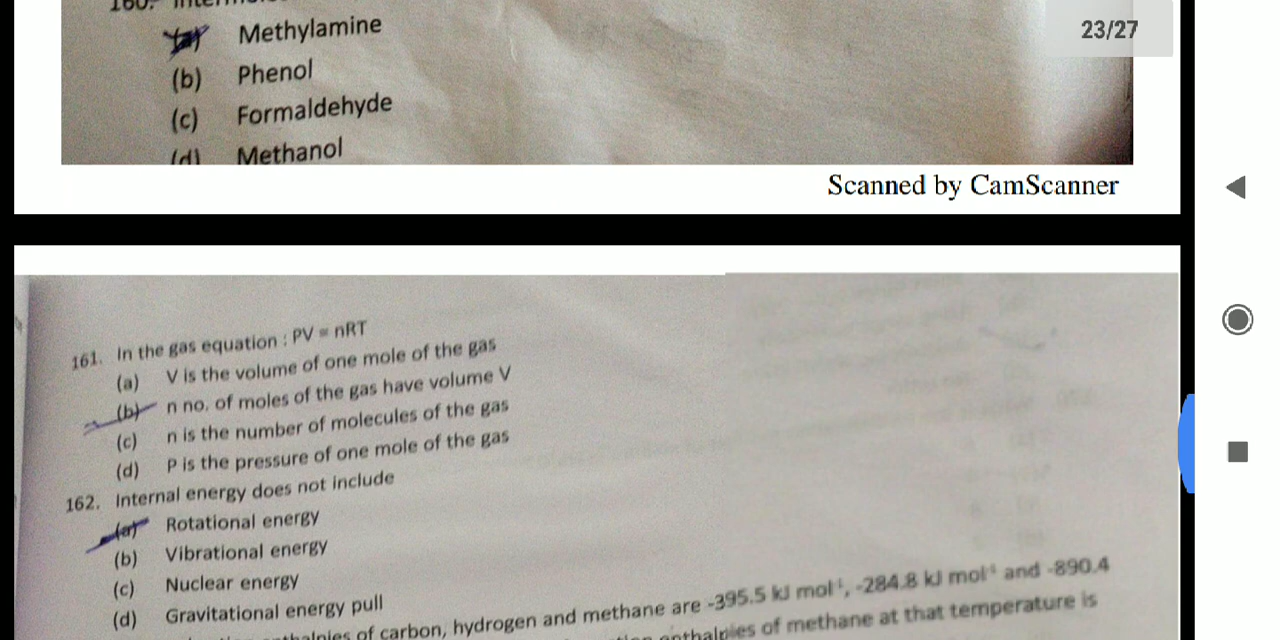 Methylamine
(b) Phenol
(c) Formaldehyde
(d) Methanol
23/27
Scanned by CamScanner
161. In the gas equation : PV = nRT
(a) V is the volume of one mole of the gas
(b) n no. of moles of the gas have volume V
(c) n is the number of molecules of the gas
(d) P is the pressure of one mole of the gas
162. Internal energy does not include
(a) Rotational energy
(b) Vibrational energy
(c) Nuclear energy
(d) Gravitational energy pull
of carbon, hydrogen and methane are -395.5 kJ mol⁻¹, -284.8 kJ mol⁻¹ and -890.4
of methane at that temperature is